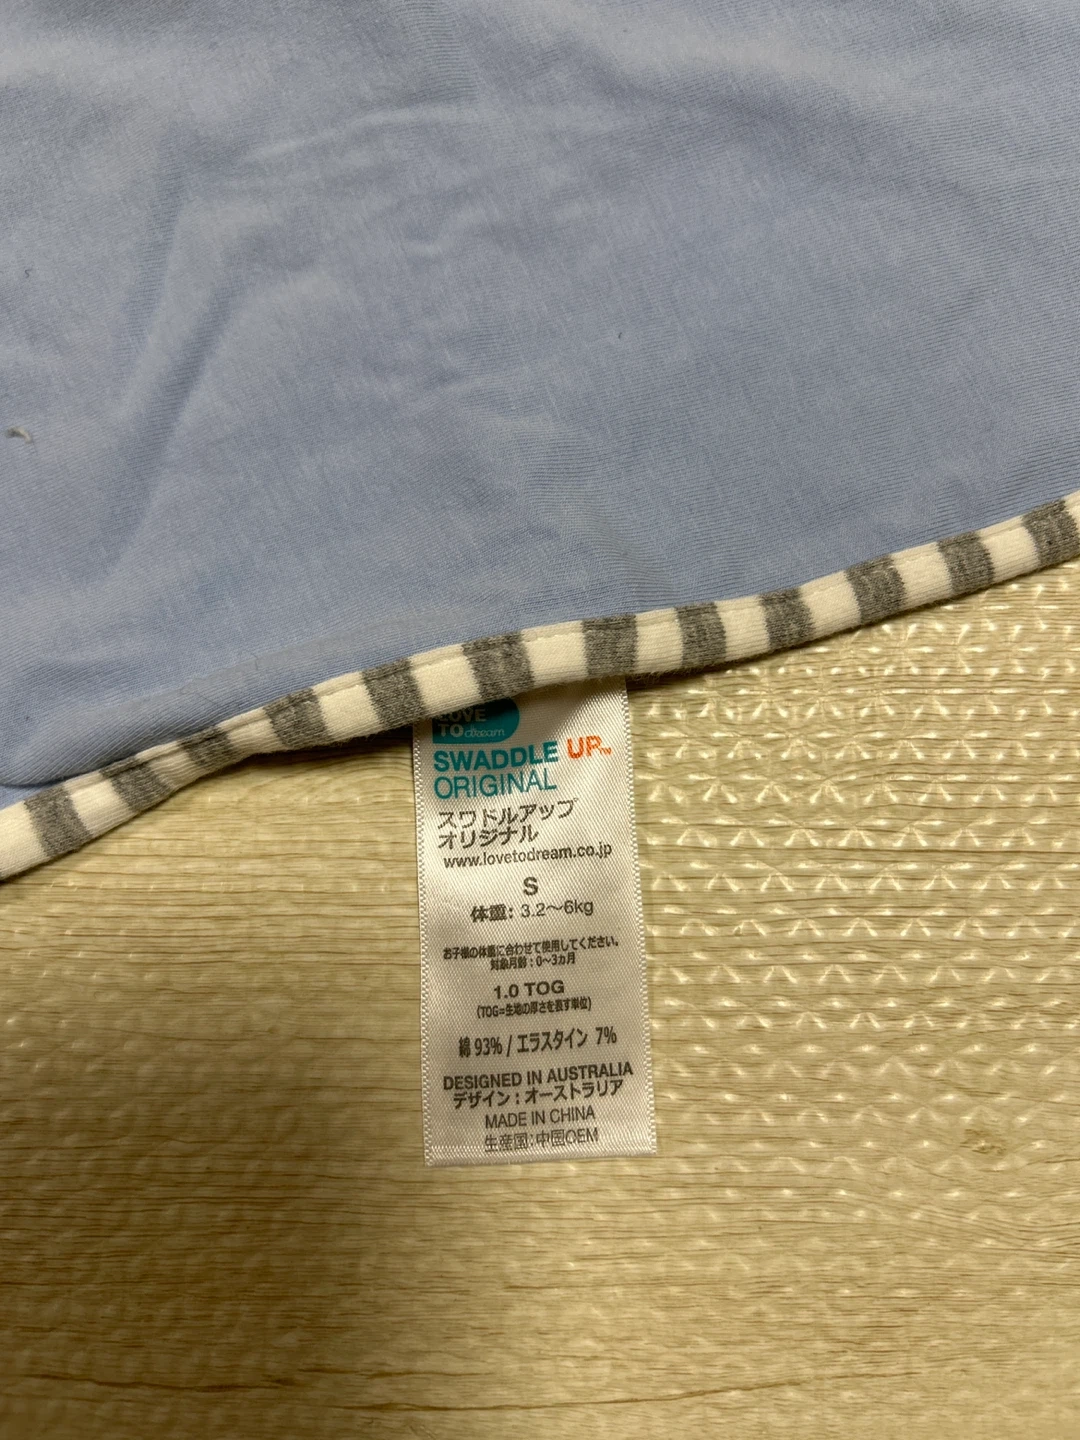 LOVE
TO dream
SWADDLE UP™
ORIGINAL
スワドルアップ
オリジナル
www.lovetodream.co.jp
S
体重: 3.2〜6kg
お子様の体重に合わせて使用してください。
対象月齢：0〜3ヵ月
1.0 TOG
(TOG=生地の厚さを表す単位)
綿 93% / エラスタイン 7%
DESIGNED IN AUSTRALIA
デザイン：オーストラリア
MADE IN CHINA
生産国:中国OEM